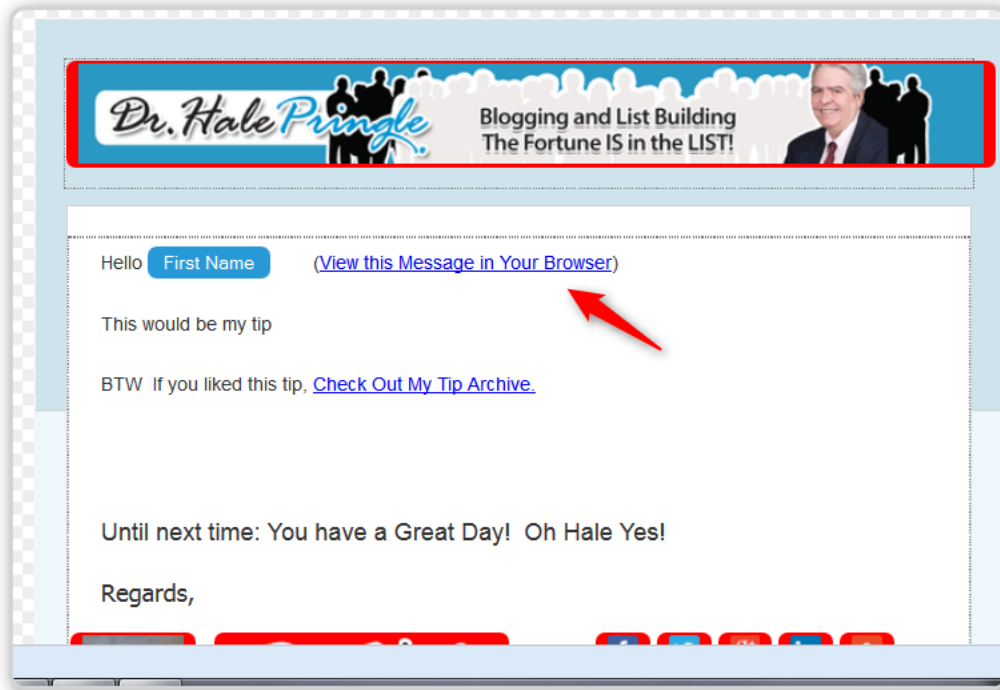 Dr. Hale Pringle
Blogging and List Building
The Fortune IS in the LIST!
Hello First Name (View this Message in Your Browser)
This would be my tip
BTW If you liked this tip, Check Out My Tip Archive.
Until next time: You have a Great Day! Oh Hale Yes!
Regards,